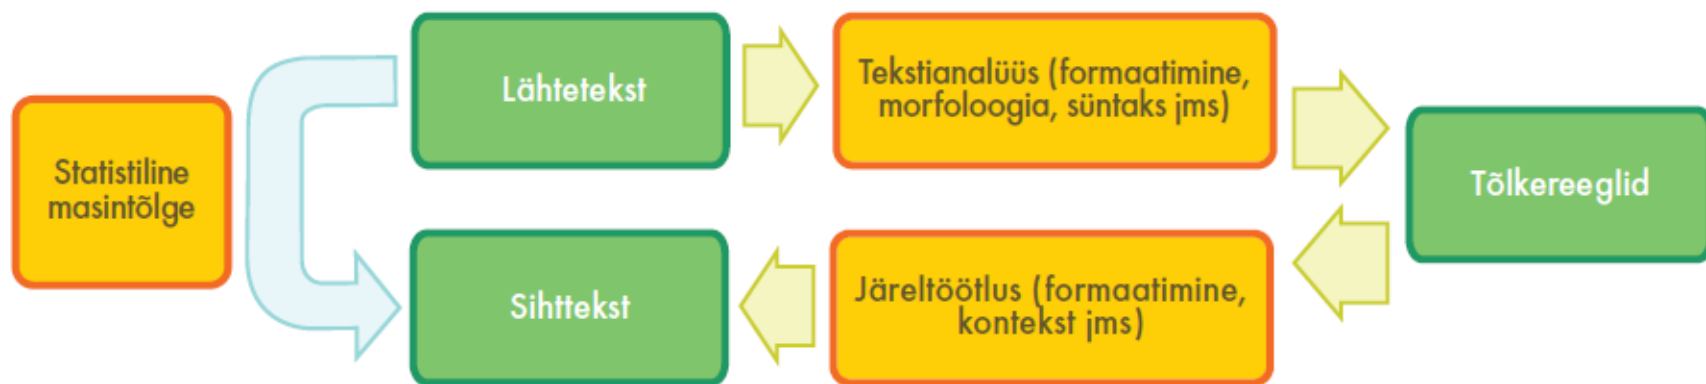 Statistiline
masintõlge
Lähtetekst
Tekstianalüüs (formaatimine,
morfoloogia, süntaks jms)
Tõlkereeglid
Järeltöötlus (formaatimine,
kontekst jms)
Sihttekst